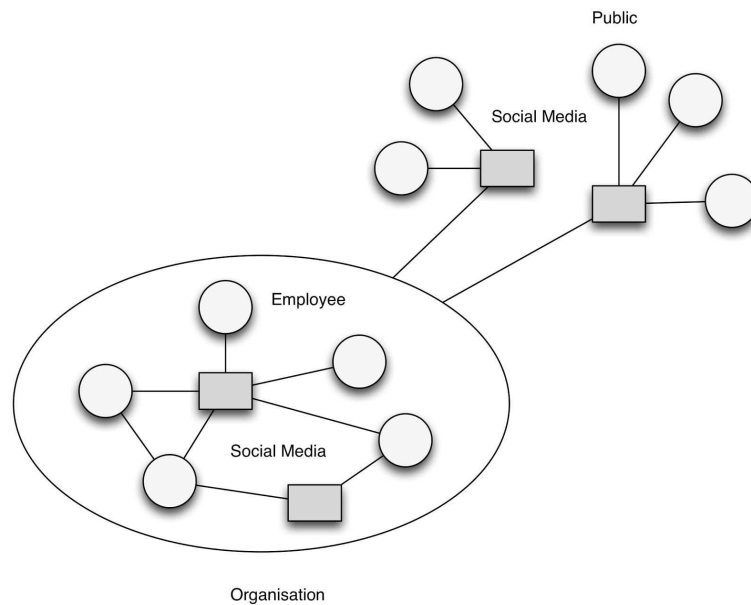 Public
Social Media
Employee
Social Media
Organisation